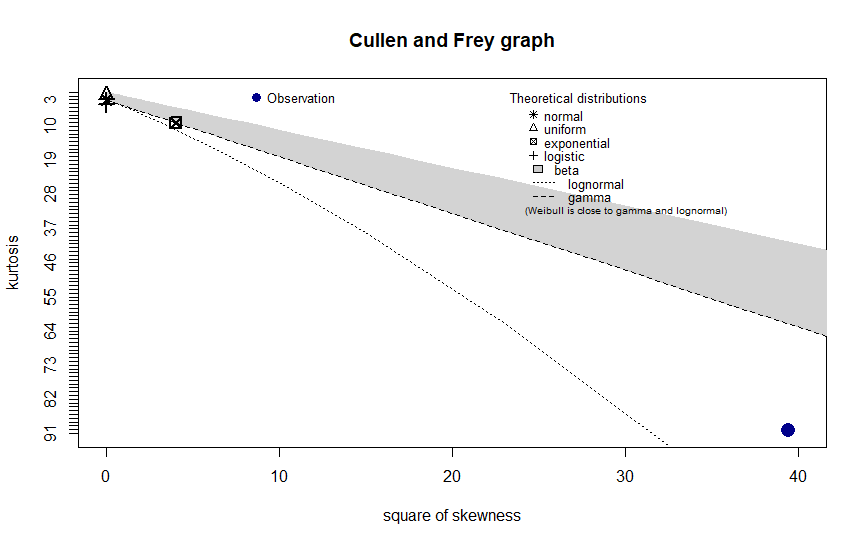 Cullen and Frey graph
Observation
Theoretical distributions
normal
uniform
exponential
logistic
beta
lognormal
gamma
(Weibull is close to gamma and lognormal)
kurtosis
3
10
19
28
37
46
55
64
73
82
91
0 10 20 30 40
square of skewness